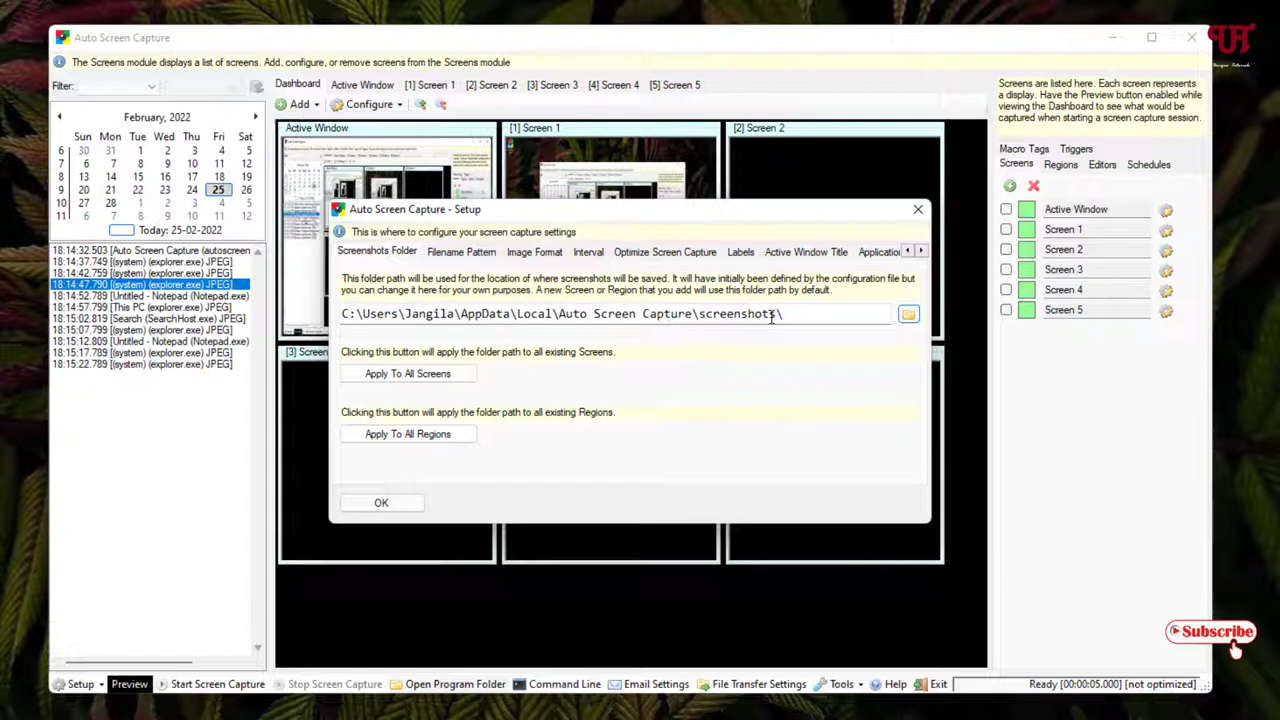 Auto Screen Capture
The Screens module displays a list of screens. Add, configure, or remove screens from the Screens module
Filter:
February, 2022
Sun Mon Tue Wed Thu Fri Sat
6 30 31 1 2 3 4 5
7 6 7 8 9 10 11 12
8 13 14 15 16 17 18 19
9 20 21 22 23 24 25 26
10 27 28 1 2 3 4 5
11 6 7 8 9 10 11 12
Today: 25-02-2022
18:14:32.503 [Auto Screen Capture (autoscreen
18:14:37.749 [(system) (explorer.exe) JPEG]
18:14:42.759 [(system) (explorer.exe) JPEG]
18:14:47.790 [(system) (explorer.exe) JPEG]
18:14:52.789 [Untitled - Notepad (Notepad.exe)
18:14:57.799 [This PC (explorer.exe) JPEG]
18:15:02.819 [Search (SearchHost.exe) JPEG]
18:15:07.799 [(system) (explorer.exe) JPEG]
18:15:12.809 [Untitled - Notepad (Notepad.exe)
18:15:17.789 [(system) (explorer.exe) JPEG]
18:15:22.789 [(system) (explorer.exe) JPEG]
Dashboard Active Window [1] Screen 1 [2] Screen 2 [3] Screen 3 [4] Screen 4 [5] Screen 5
Add Configure
Active Window [1] Screen 1 [2] Screen 2
[3] Screen
Auto Screen Capture - Setup
This is where to configure your screen capture settings
Screenshots Folder Filename Pattern Image Format Interval Optimize Screen Capture Labels Active Window Title Application
This folder path will be used for the location of where screenshots will be saved. It will have initially been defined by the configuration file but
you can change it here for your own purposes. A new Screen or Region that you add will use this folder path by default.
C:\Users\Jangila\AppData\Local\Auto Screen Capture\screenshots\
Clicking this button will apply the folder path to all existing Screens.
Apply To All Screens
Clicking this button will apply the folder path to all existing Regions.
Apply To All Regions
OK
Screens are listed here. Each screen represents
a display. Have the Preview button enabled while
viewing the Dashboard to see what would be
captured when starting a screen capture session.
Macro Tags Triggers
Screens Regions Editors Schedules
Active Window
Screen 1
Screen 2
Screen 3
Screen 4
Screen 5
Subscribe
Setup Preview Start Screen Capture Stop Screen Capture Open Program Folder Command Line Email Settings File Transfer Settings Tools Help Exit Ready [00:00:05.000] [not optimized]